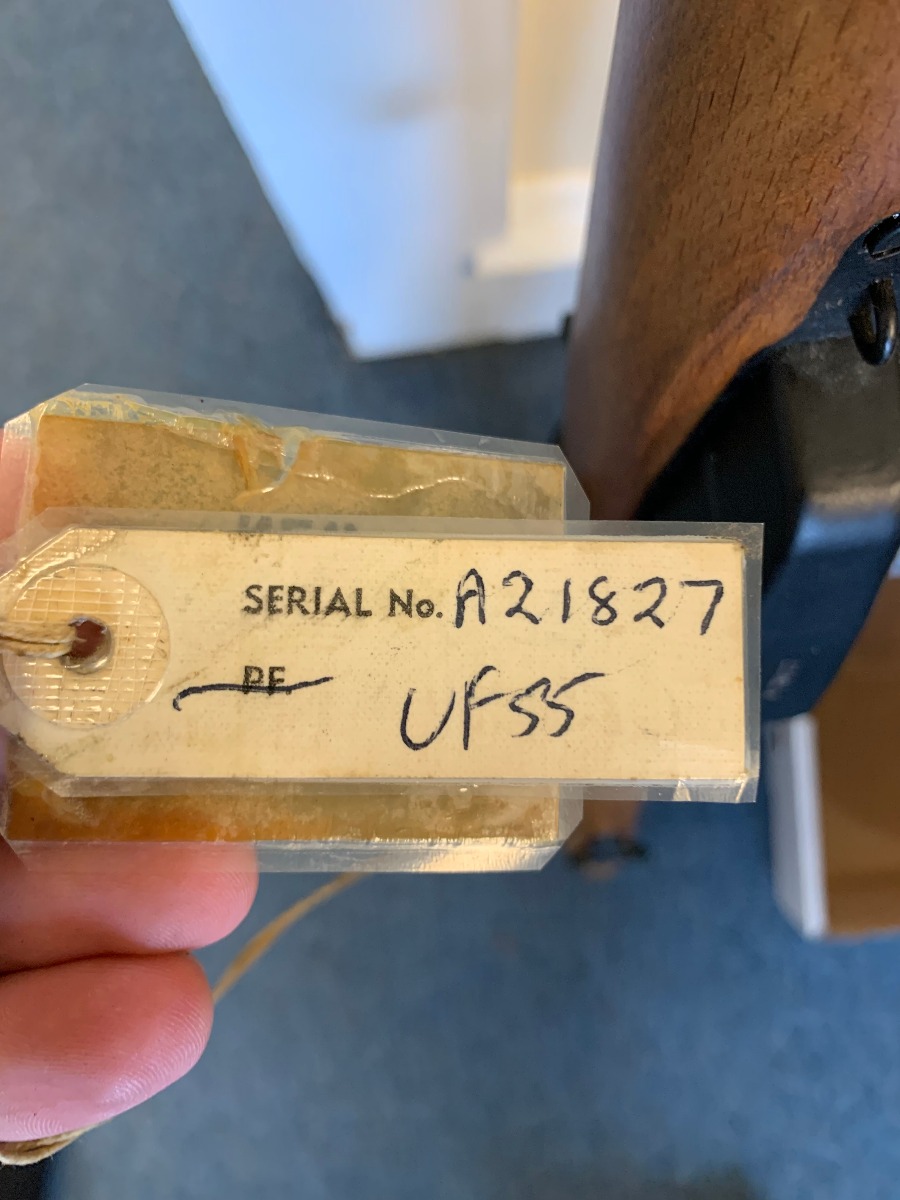 SERIAL No. A21827
PF
UF55